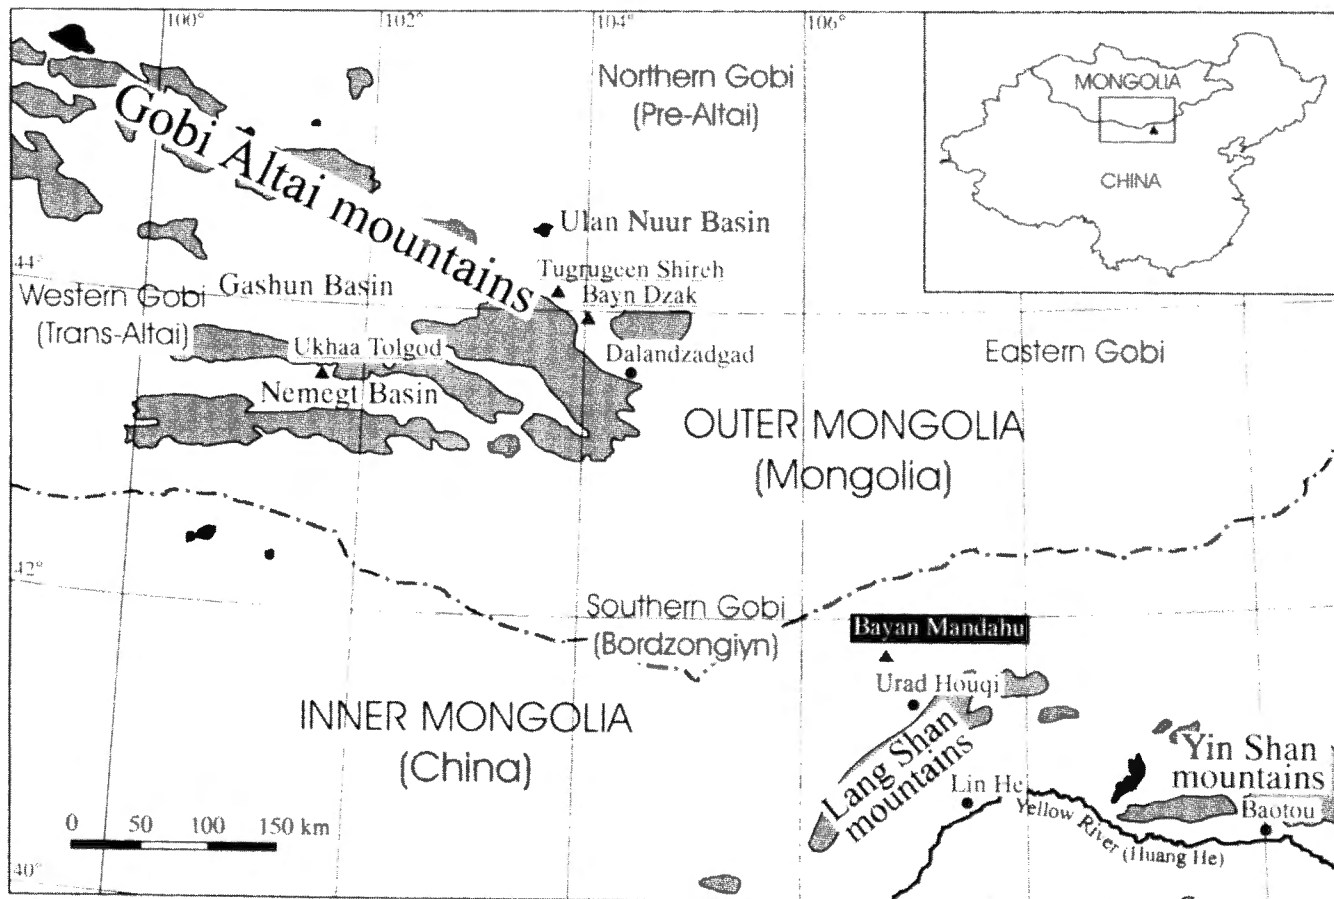 100°
102°
104°
106°
Northern Gobi
(Pre-Altai)
MONGOLIA
CHINA
Gobi Altai mountains
Ulan Nuur Basin
44°
Tugrugeen Shireh
Gashun Basin
Bayn Dzak
Western Gobi
(Trans-Altai)
Ukhaa Tolgod
Dalandzadgad
Eastern Gobi
Nemegt Basin
OUTER MONGOLIA
(Mongolia)
42°
Southern Gobi
(Bordzongiyn)
Bayan Mandahu
Urad Houqi
INNER MONGOLIA
(China)
Lang Shan
mountains
Yin Shan
mountains
Lin He
Baotou
Yellow River (Huang He)
0 50 100 150 km
40°